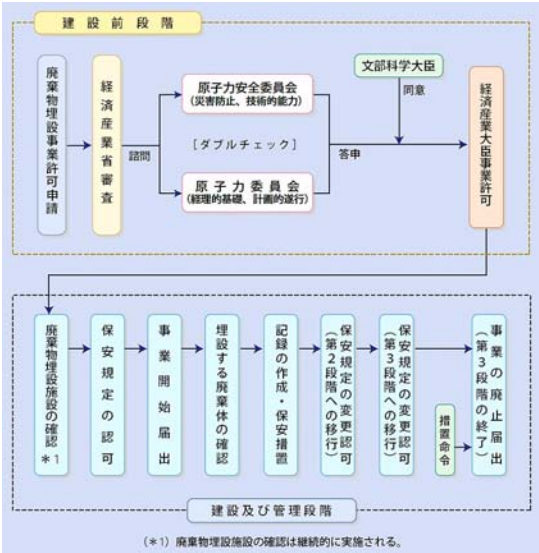 建設前段階
廃棄物埋設事業許可申請
経済産業省審査
諮問
原子力安全委員会
(災害防止、技術的能力)
[ダブルチェック]
原子力委員会
(経理的基礎、計画的遂行)
答申
文部科学大臣
同意
経済産業大臣事業許可
廃棄物埋設施設の確認＊1
保安規定の認可
事業開始届出
埋設する廃棄体の確認
記録の作成・保安措置
保安規定の変更認可
(第2段階への移行)
保安規定の変更認可
(第3段階への移行)
措置命令
事業の廃止届出
(第3段階の終了)
建設及び管理段階
(＊1) 廃棄物埋設施設の確認は継続的に実施される。